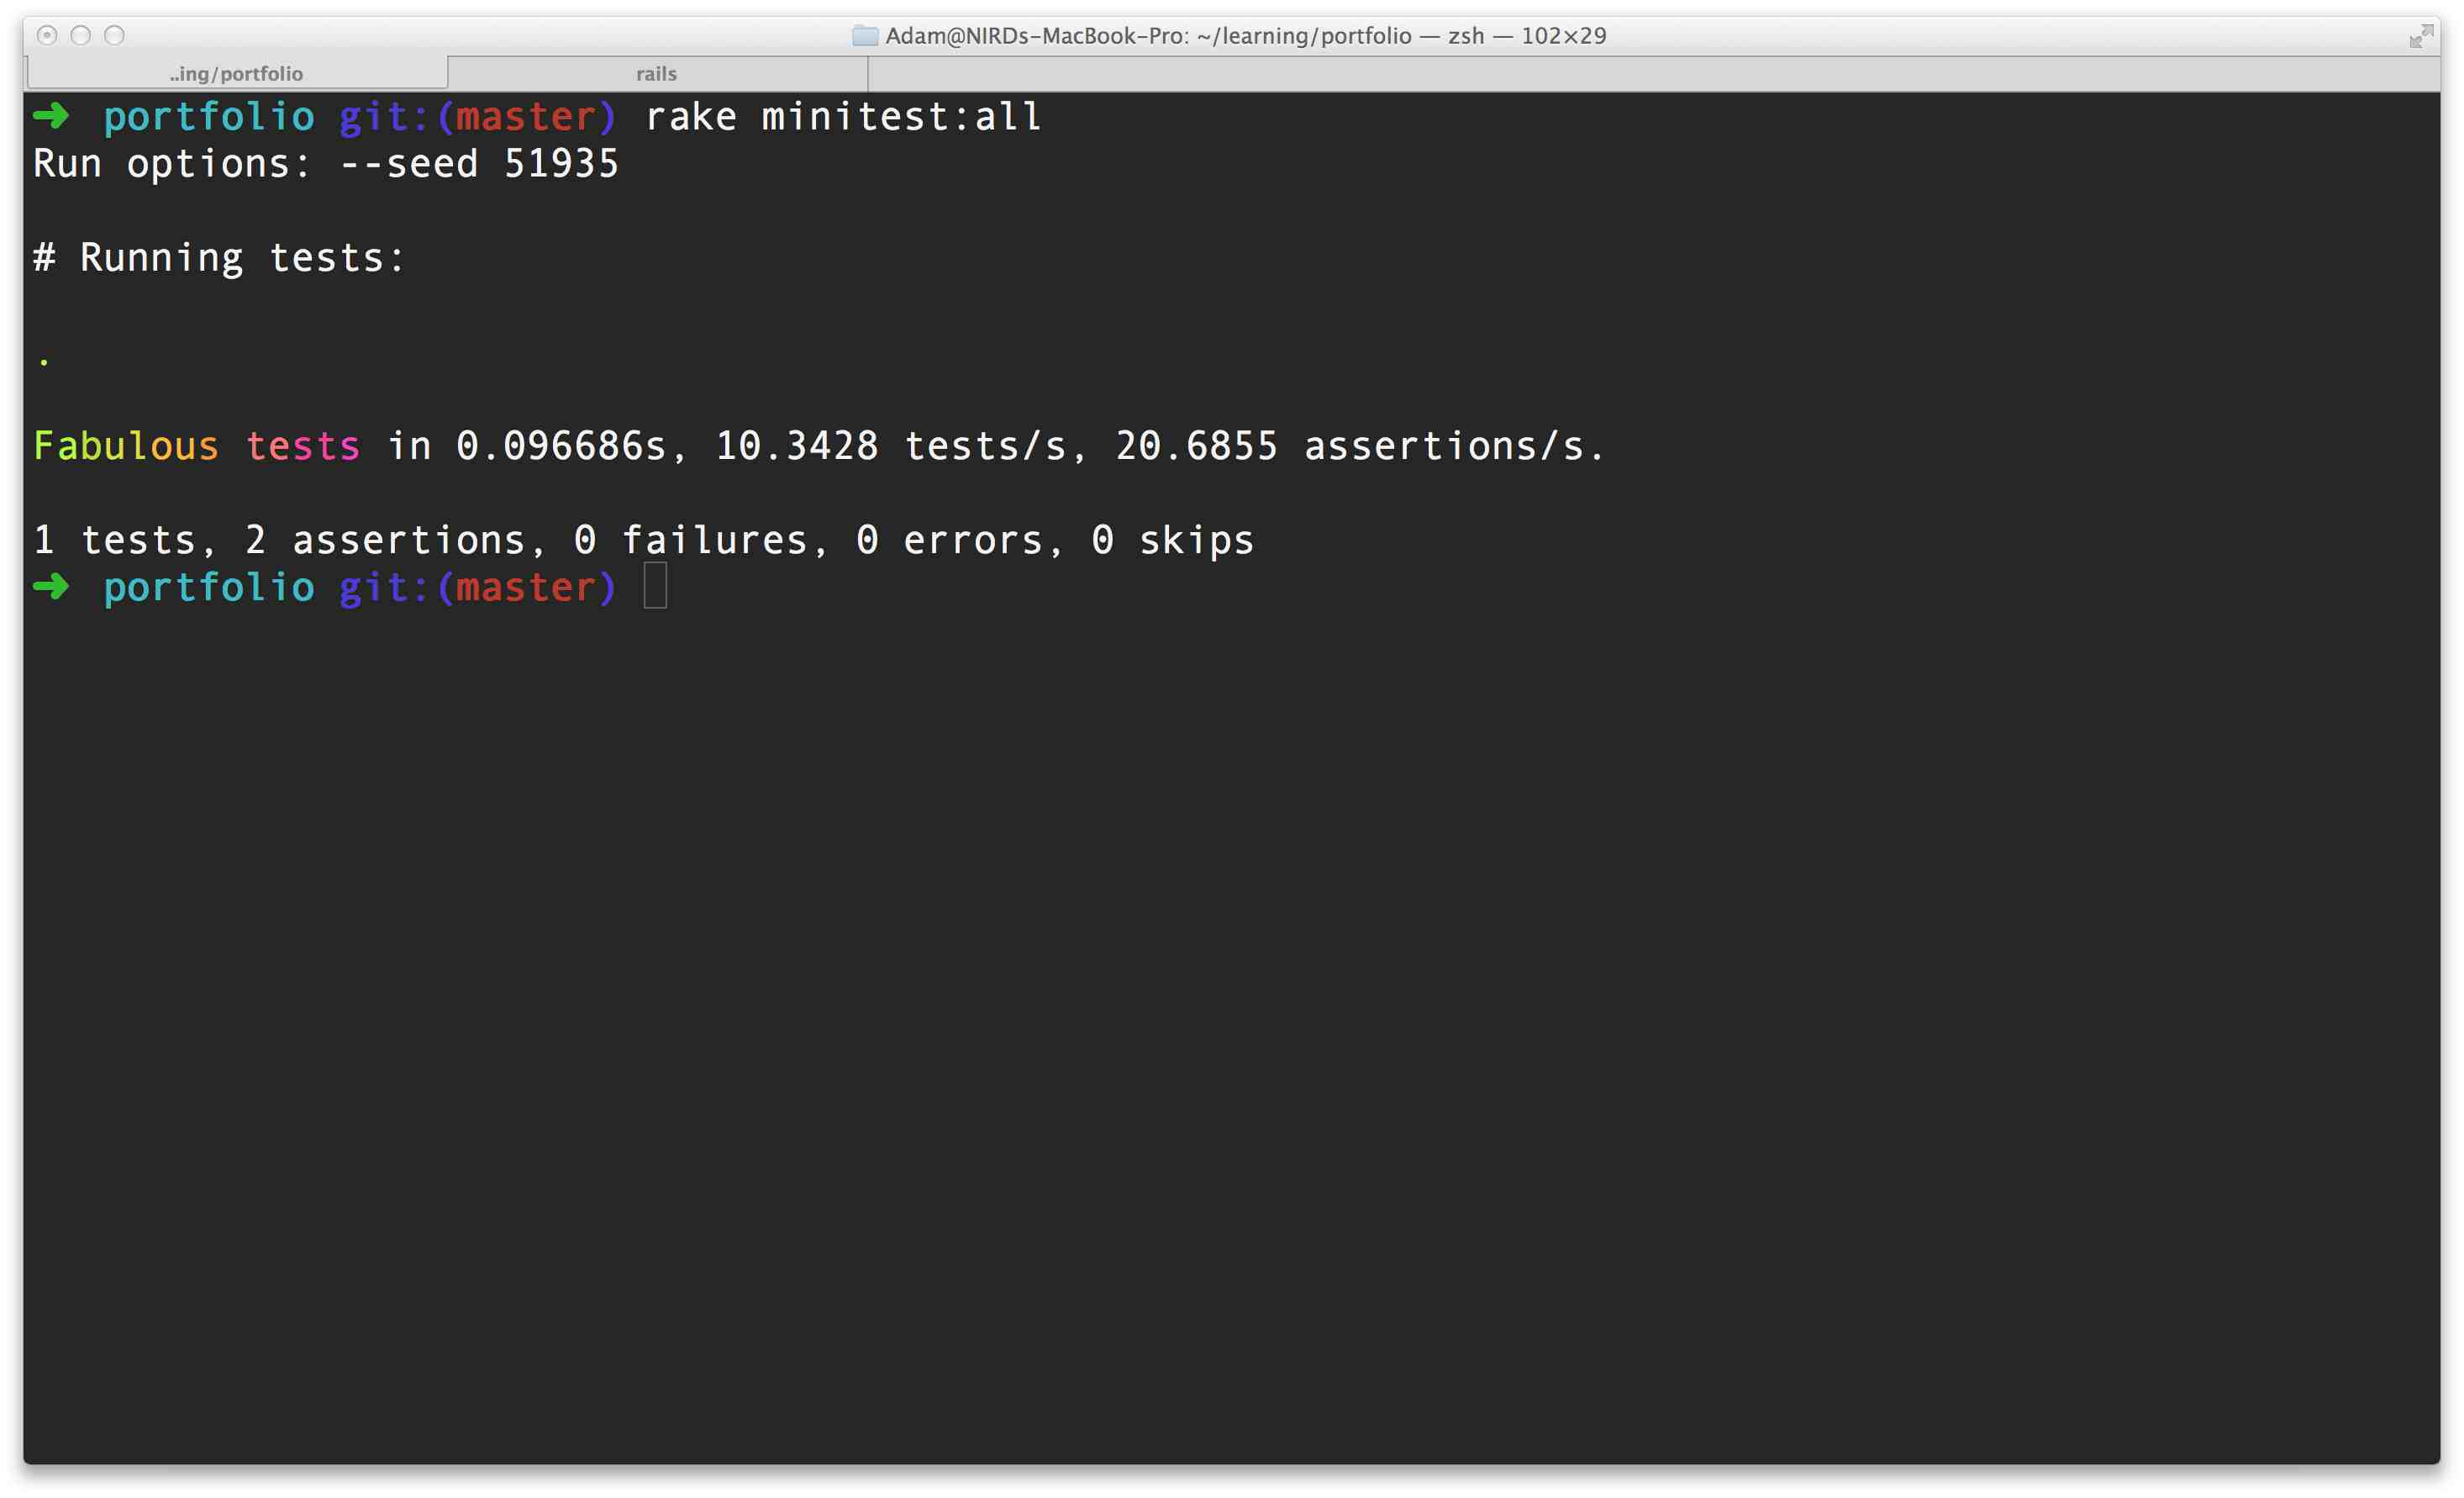 Adam@NIRDs-MacBook-Pro: ~/learning/portfolio — zsh — 102×29
..ing/portfolio rails
➜ portfolio git:(master) rake minitest:all
Run options: --seed 51935
# Running tests:
.
Fabulous tests in 0.096686s, 10.3428 tests/s, 20.6855 assertions/s.
1 tests, 2 assertions, 0 failures, 0 errors, 0 skips
➜ portfolio git:(master)